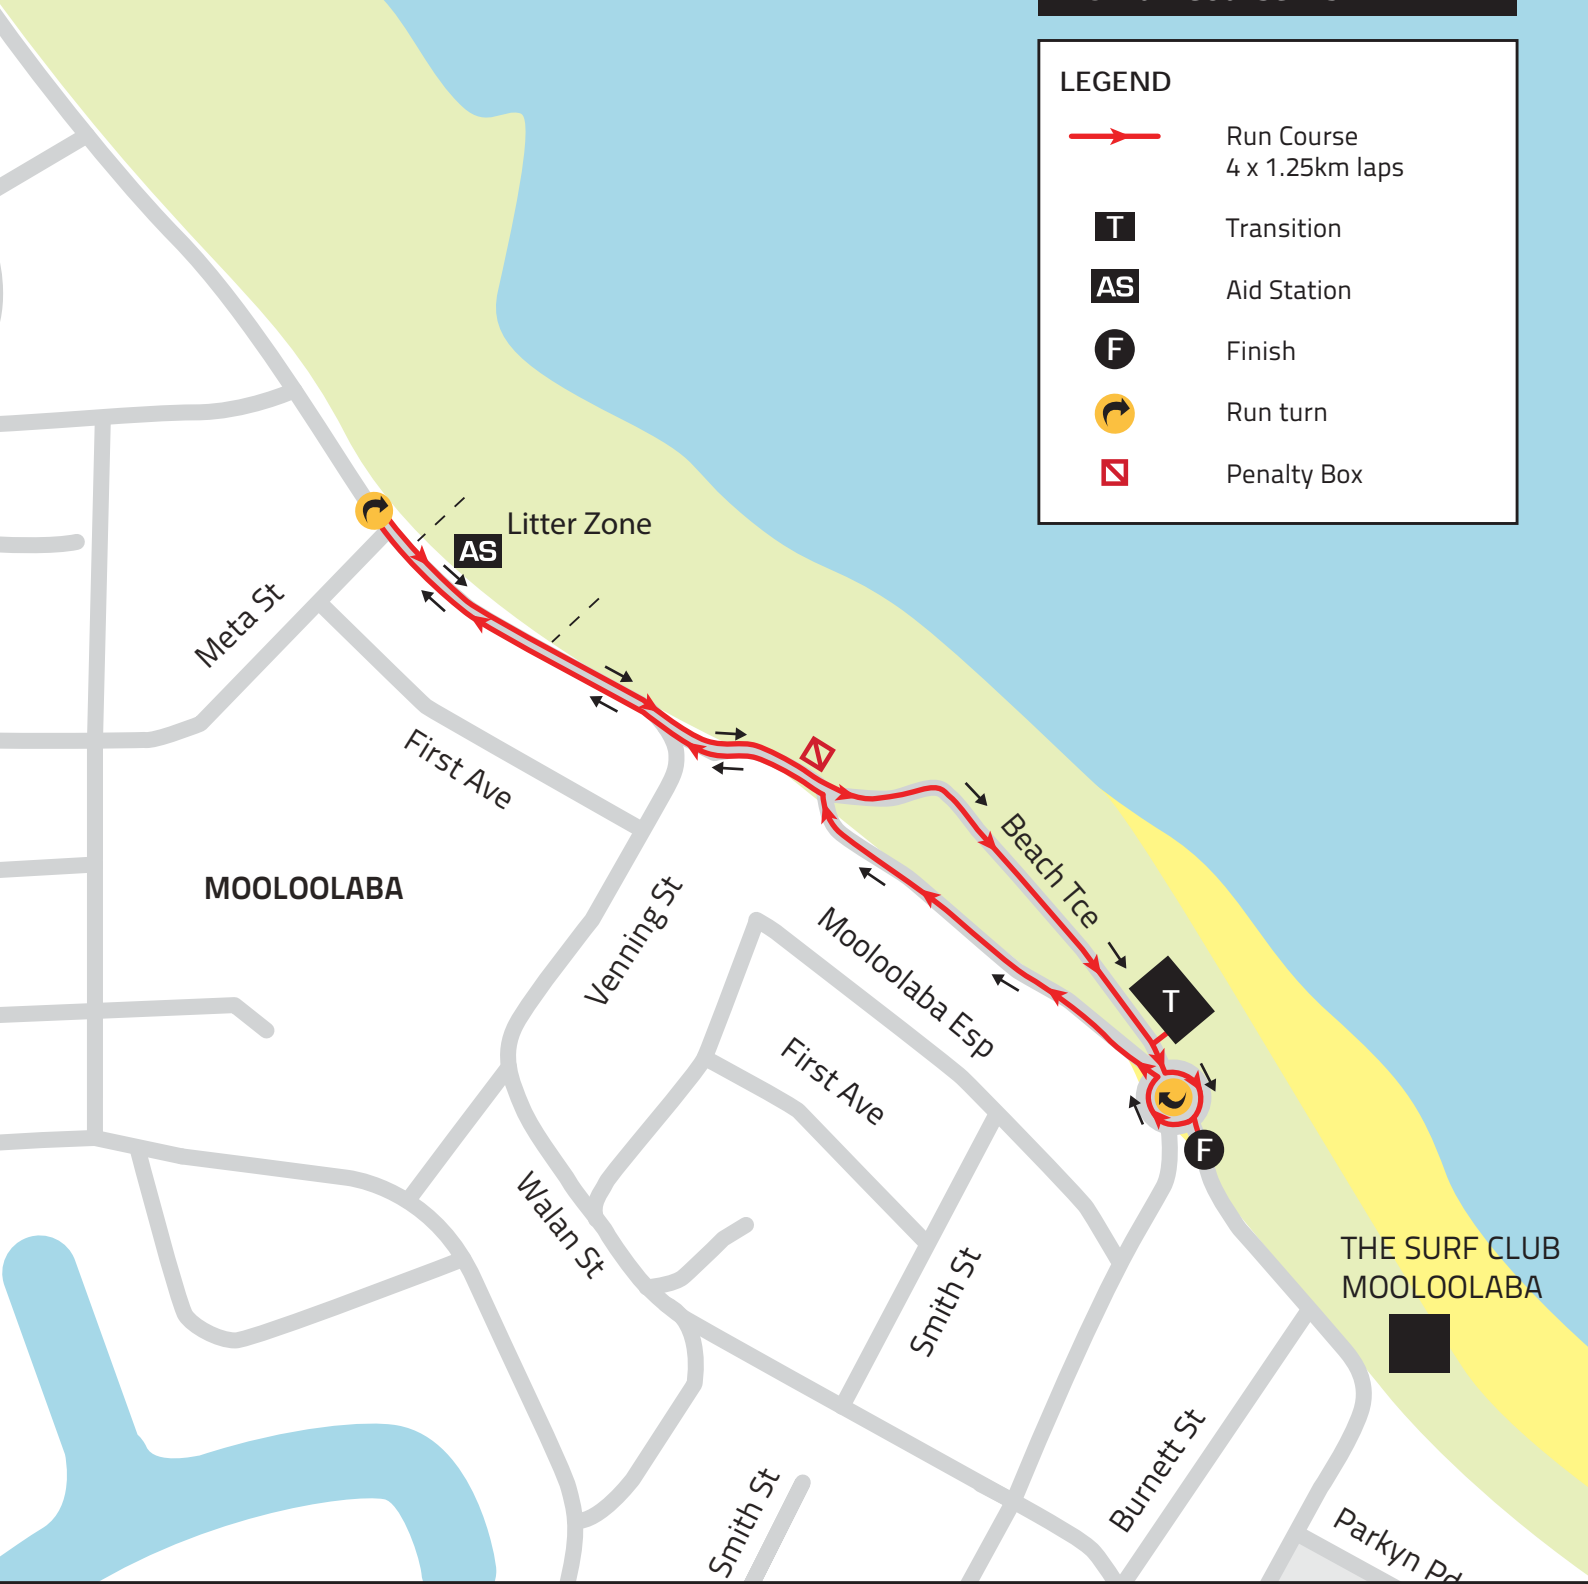 LEGEND
Run Course
4 x 1.25km laps
T
Transition
AS
Aid Station
F
Finish
Run turn
Penalty Box
Litter Zone
AS
Meta St
First Ave
MOOLOOLABA
Venning St
Beach Tce
Mooloolaba Esp
T
First Ave
F
Walan St
Smith St
THE SURF CLUB
MOOLOOLABA
Burnett St
Smith St
Parkyn Pd